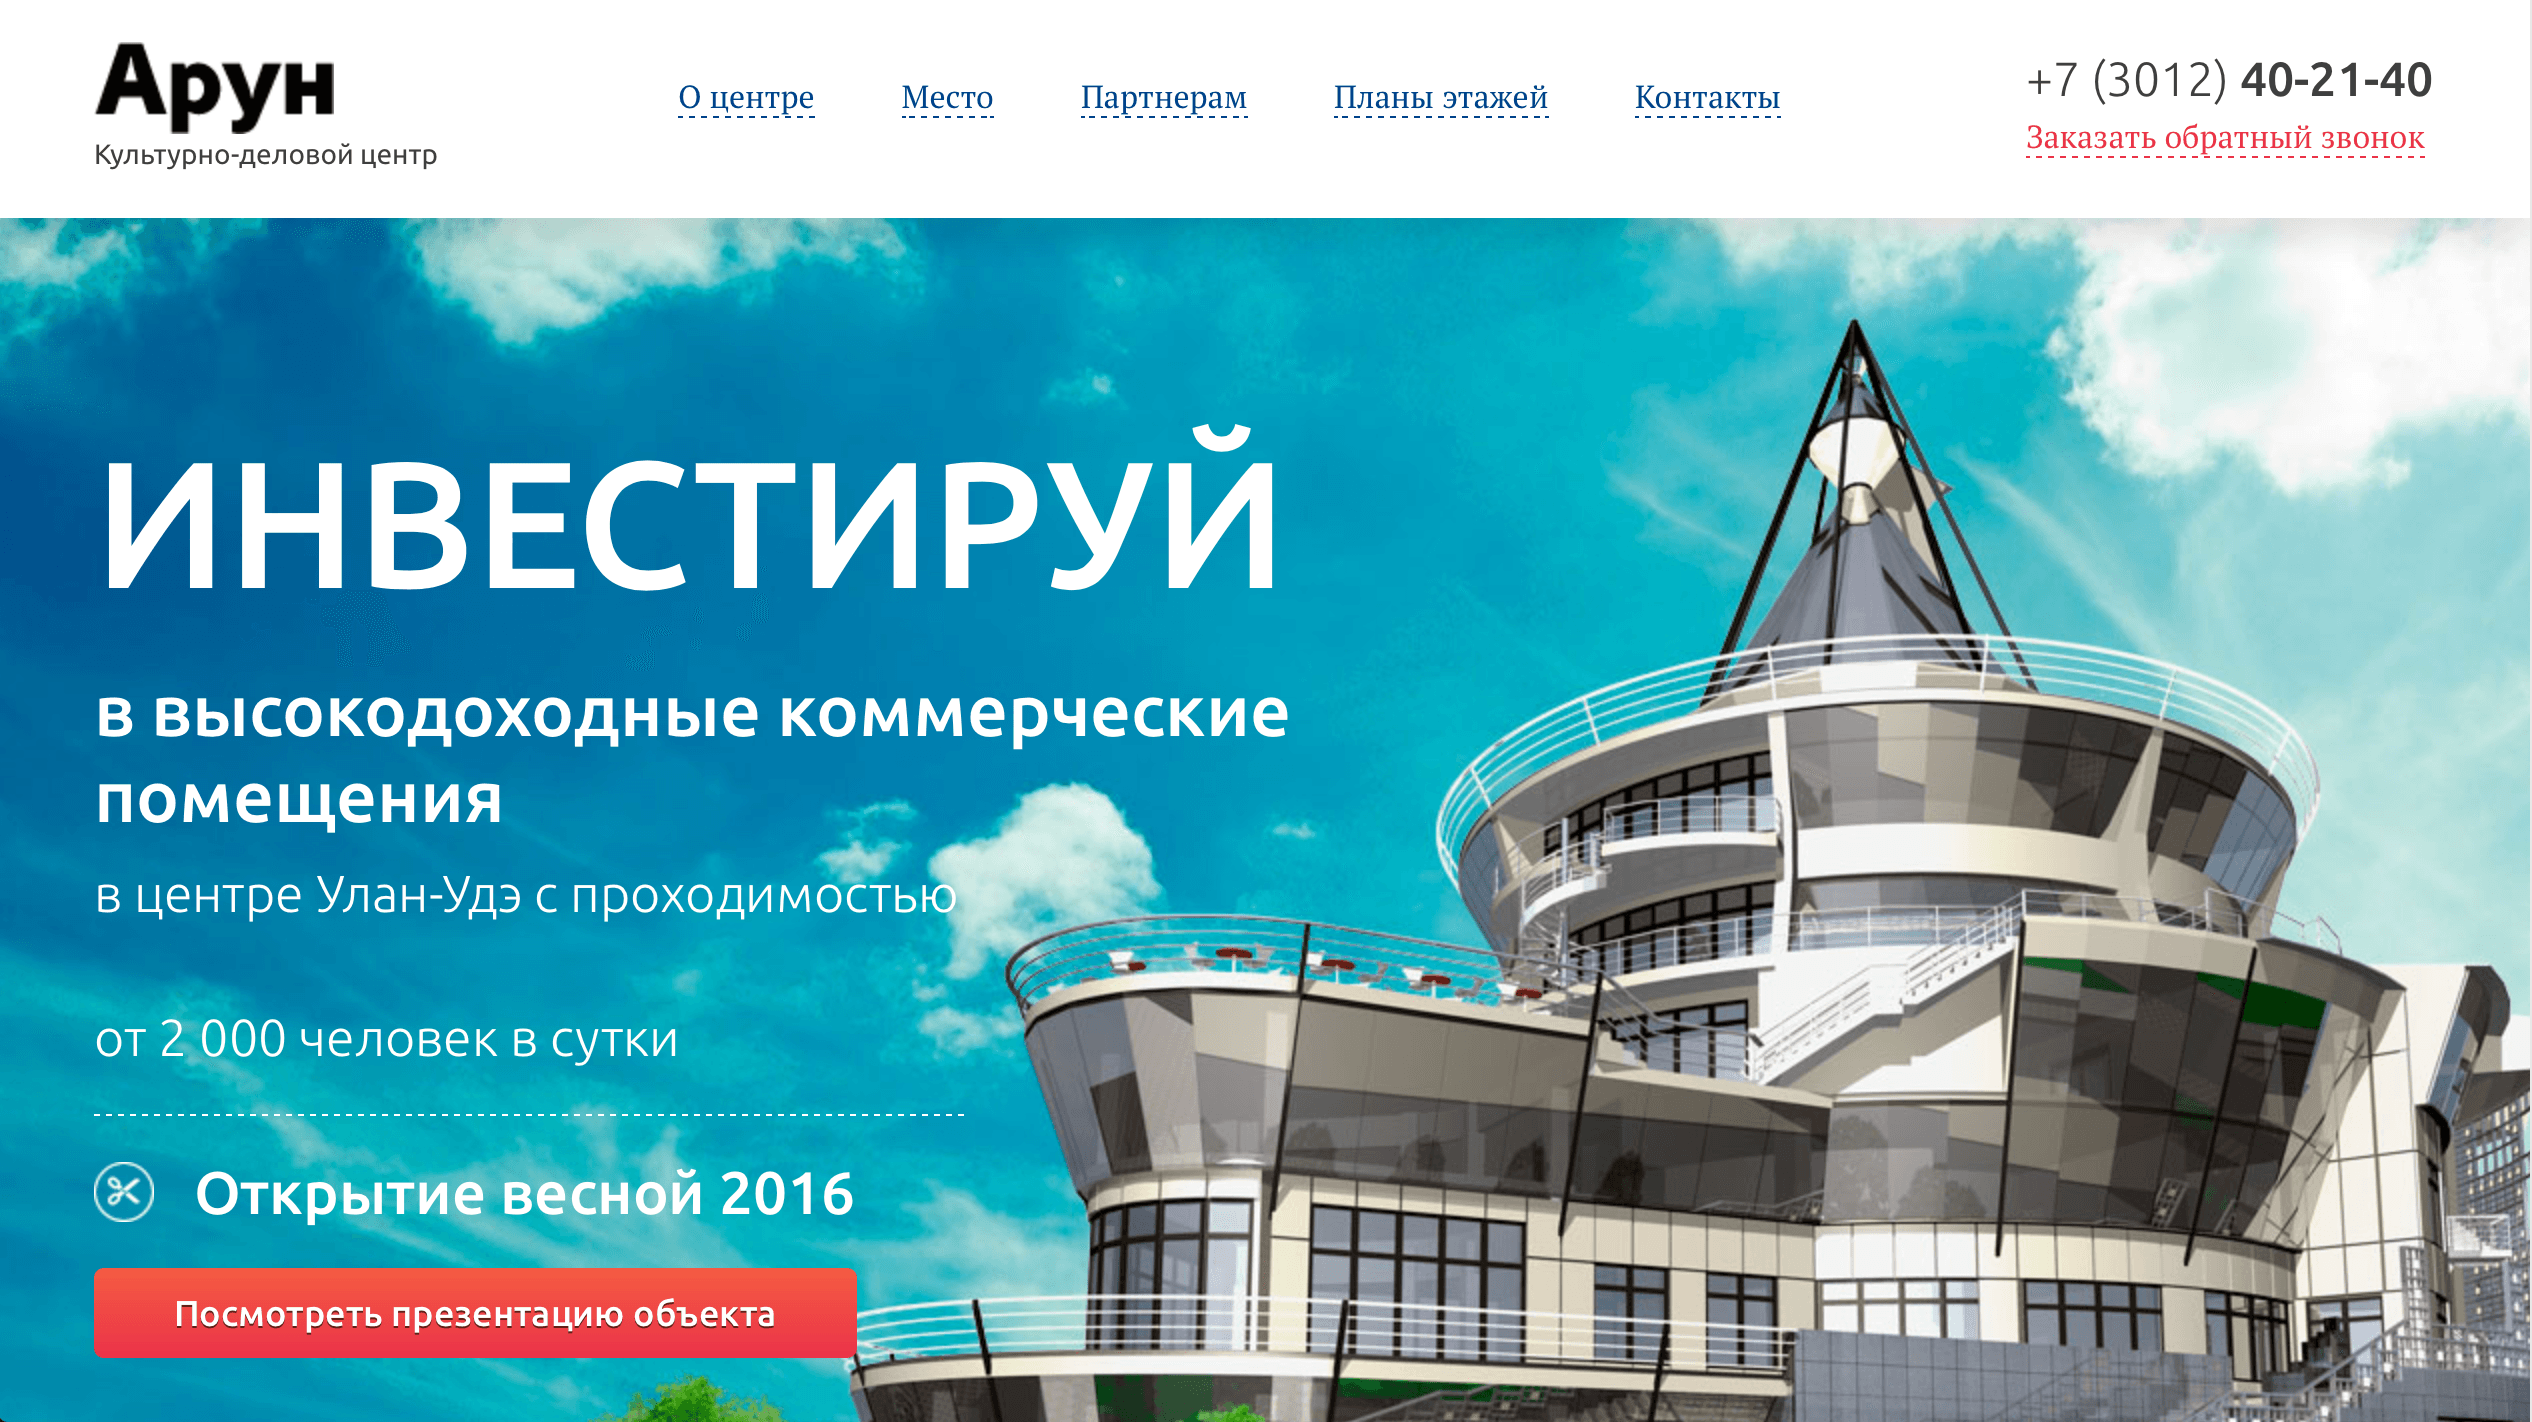 Арун
Культурно-деловой центр
О центре
Место
Партнерам
Планы этажей
Контакты
+7 (3012) 40-21-40
Заказать обратный звонок
ИНВЕСТИРУЙ
в высокодоходные коммерческие
помещения
в центре Улан-Удэ с проходимостью
от 2 000 человек в сутки
Открытие весной 2016
Посмотреть презентацию объекта